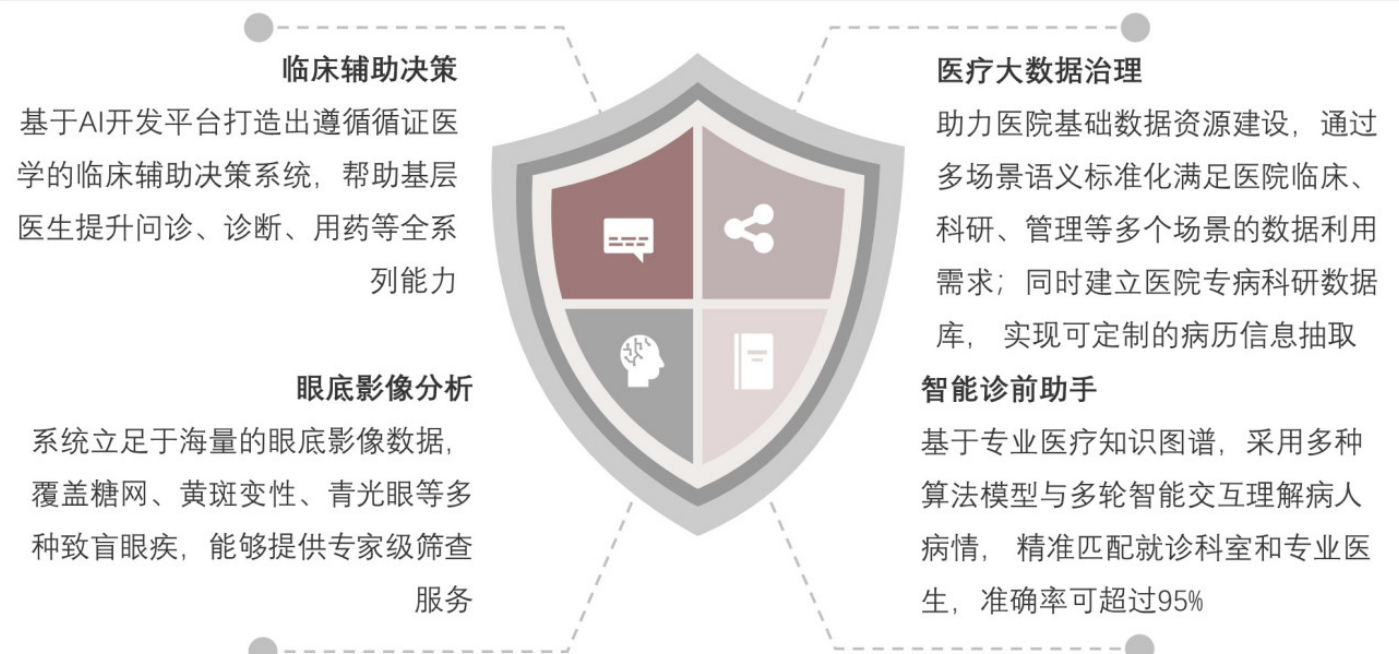 临床辅助决策
基于AI开发平台打造出遵循循证医
学的临床辅助决策系统，帮助基层
医生提升问诊、诊断、用药等全系
列能力
医疗大数据治理
助力医院基础数据资源建设，通过
多场景语义标准化满足医院临床、
科研、管理等多个场景的数据利用
需求；同时建立医院专病科研数据
库， 实现可定制的病历信息抽取
眼底影像分析
系统立足于海量的眼底影像数据，
覆盖糖网、黄斑变性、青光眼等多
种致盲眼疾，能够提供专家级筛查
服务
智能诊前助手
基于专业医疗知识图谱，采用多种
算法模型与多轮智能交互理解病人
病情， 精准匹配就诊科室和专业医
生，准确率可超过95%